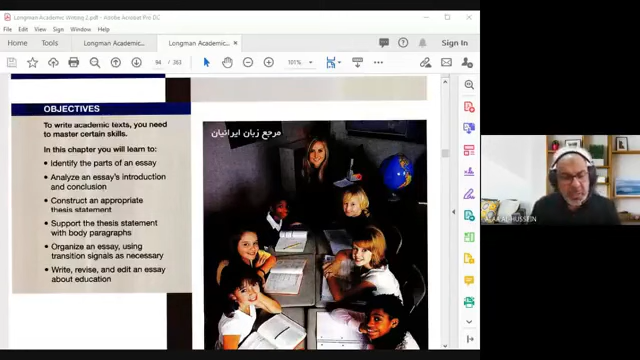 Longman Academic Writing 2.pdf - Adobe Acrobat Pro DC
File Edit View Sign Window Help
Home Tools Longman Academic... Longman Academic... × Sign In
94 / 363 101%
OBJECTIVES
To write academic texts, you need
to master certain skills.
In this chapter you will learn to:
• Identify the parts of an essay
• Analyze an essay's introduction
and conclusion
• Construct an appropriate
thesis statement
• Support the thesis statement
with body paragraphs
• Organize an essay, using
transition signals as necessary
• Write, revise, and edit an essay
about education
مرجع زبان ایرانیان